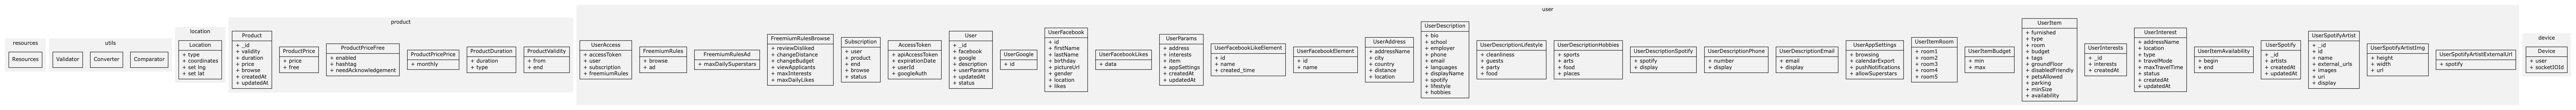 resources
Resources
utils
Validator
Converter
Comparator
location
Location
+ type
+ coordinates
+ set lng
+ set lat
product
Product
+ _id
+ validity
+ duration
+ price
+ browse
+ createdAt
+ updatedAt
ProductPrice
+ price
+ free
ProductPriceFree
+ enabled
+ hashtag
+ needAcknowledgement
ProductPricePrice
+ monthly
ProductDuration
+ duration
+ type
ProductValidity
+ from
+ end
user
UserAccess
+ accessToken
+ user
+ subscription
+ freemiumRules
FreemiumRules
+ browse
+ ad
FreemiumRulesAd
+ maxDailySuperstars
FreemiumRulesBrowse
+ reviewDisliked
+ changeDistance
+ changeBudget
+ viewApplicants
+ maxInterests
+ maxDailyLikes
Subscription
+ user
+ product
+ end
+ browse
+ status
AccessToken
+ apiAccessToken
+ expirationDate
+ userId
+ googleAuth
User
+ _id
+ facebook
+ google
+ description
+ userParams
+ updatedAt
+ status
UserGoogle
+ id
UserFacebook
+ id
+ firstName
+ lastName
+ birthday
+ pictureUrl
+ gender
+ location
+ likes
UserFacebookLikes
+ data
UserParams
+ address
+ interests
+ item
+ appSettings
+ createdAt
+ updatedAt
UserFacebookLikeElement
+ id
+ name
+ created_time
UserFacebookElement
+ id
+ name
UserAddress
+ addressName
+ city
+ country
+ distance
+ location
UserDescription
+ bio
+ school
+ employer
+ phone
+ email
+ languages
+ displayName
+ spotify
+ lifestyle
+ hobbies
UserDescriptionLifestyle
+ cleanliness
+ guests
+ party
+ food
UserDescriptionHobbies
+ sports
+ arts
+ food
+ places
UserDescriptionSpotify
+ spotify
+ display
UserDescriptionPhone
+ number
+ display
UserDescriptionEmail
+ email
+ display
UserAppSettings
+ browsing
+ calendarExport
+ pushNotifications
+ allowSuperstars
UserItemRoom
+ room1
+ room2
+ room3
+ room4
+ room5
UserItemBudget
+ min
+ max
UserItem
+ furnished
+ type
+ room
+ budget
+ tags
+ groundFloor
+ disabledFriendly
+ petsAllowed
+ parking
+ minSize
+ availability
UserInterests
+ _id
+ interests
+ createdAt
UserInterest
+ addressName
+ location
+ type
+ travelMode
+ maxTravelTime
+ status
+ createdAt
+ updatedAt
UserItemAvailability
+ begin
+ end
UserSpotify
+ _id
+ artists
+ createdAt
+ updatedAt
UserSpotifyArtist
+ _id
+ id
+ name
+ external_urls
+ images
+ uri
+ display
UserSpotifyArtistImg
+ height
+ width
+ url
UserSpotifyArtistExternalUrl
+ spotify
device
Device
+ user
+ socketIOId